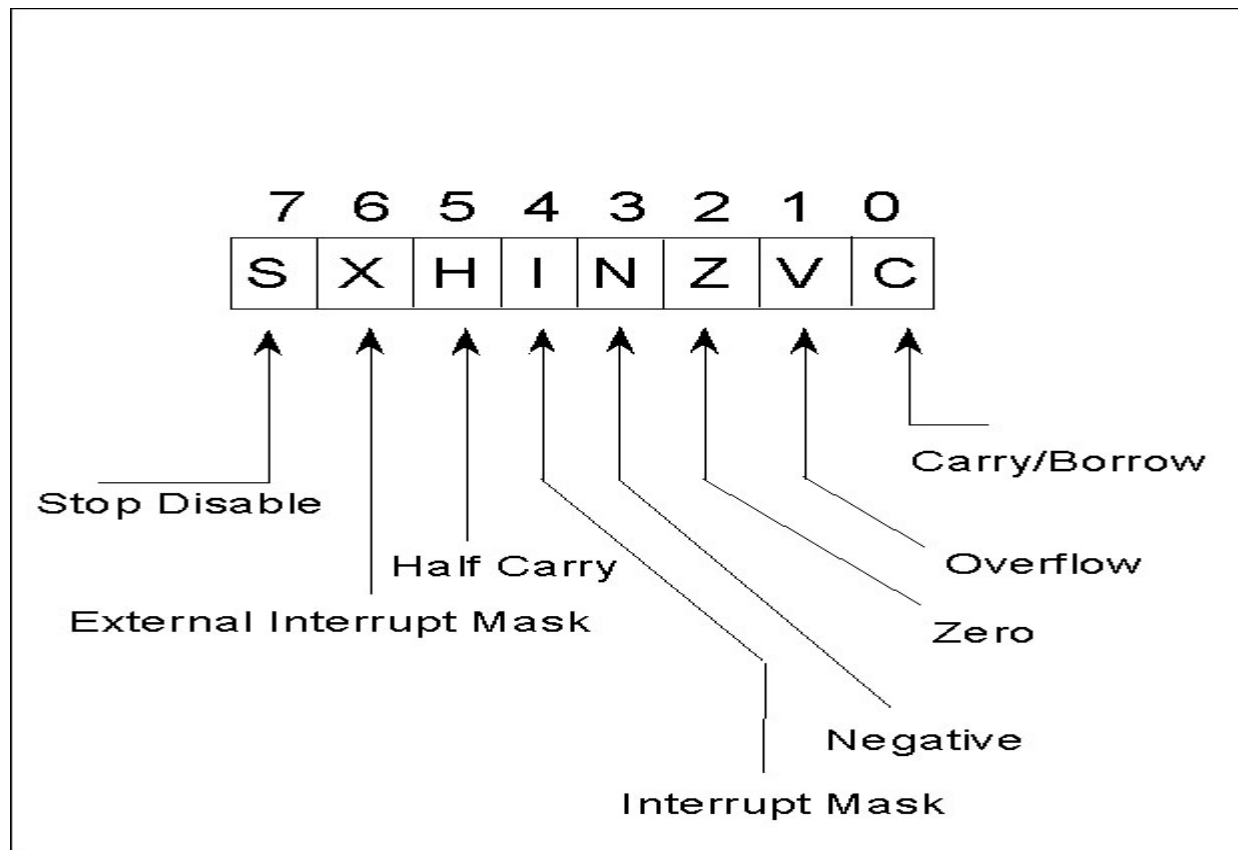 7 6 5 4 3 2 1 0
S X H I N Z V C
Carry/Borrow
Stop Disable
Half Carry
Overflow
External Interrupt Mask
Zero
Negative
Interrupt Mask